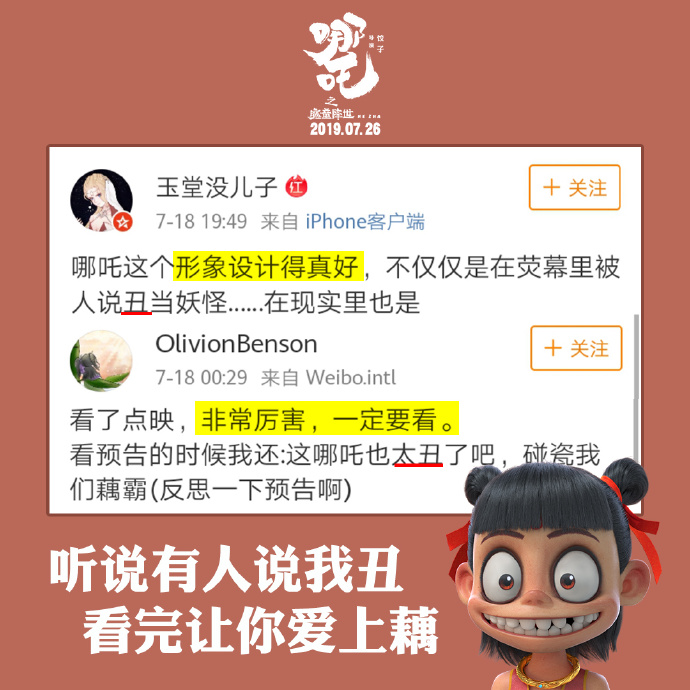 哪吒
导演 饺子
之
魔童降世 NE ZHA
2019.07.26
玉堂没儿子 红
+ 关注
7-18 19:49 来自 iPhone客户端
哪吒这个形象设计得真好，不仅仅是在荧幕里被
人说丑当妖怪……在现实里也是
OlivionBenson
+ 关注
7-18 00:29 来自 Weibo.intl
看了点映，非常厉害，一定要看。
看预告的时候我还:这哪吒也太丑了吧，碰瓷我
们藕霸(反思一下预告啊)
听说有人说我丑
看完让你爱上藕